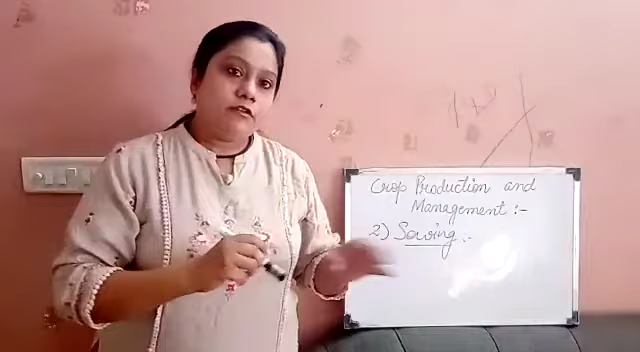 Crop Production and
Management :-
2) Sowing :-